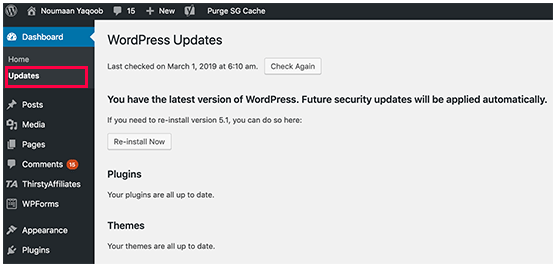 Noumaan Yaqoob 15 + New Purge SG Cache
Dashboard
Home
Updates
Posts
Media
Pages
Comments 15
TA ThirstyAffiliates
WPForms
Appearance
Plugins
WordPress Updates
Last checked on March 1, 2019 at 6:10 am. Check Again
You have the latest version of WordPress. Future security updates will be applied automatically.
If you need to re-install version 5.1, you can do so here:
Re-install Now
Plugins
Your plugins are all up to date.
Themes
Your themes are all up to date.